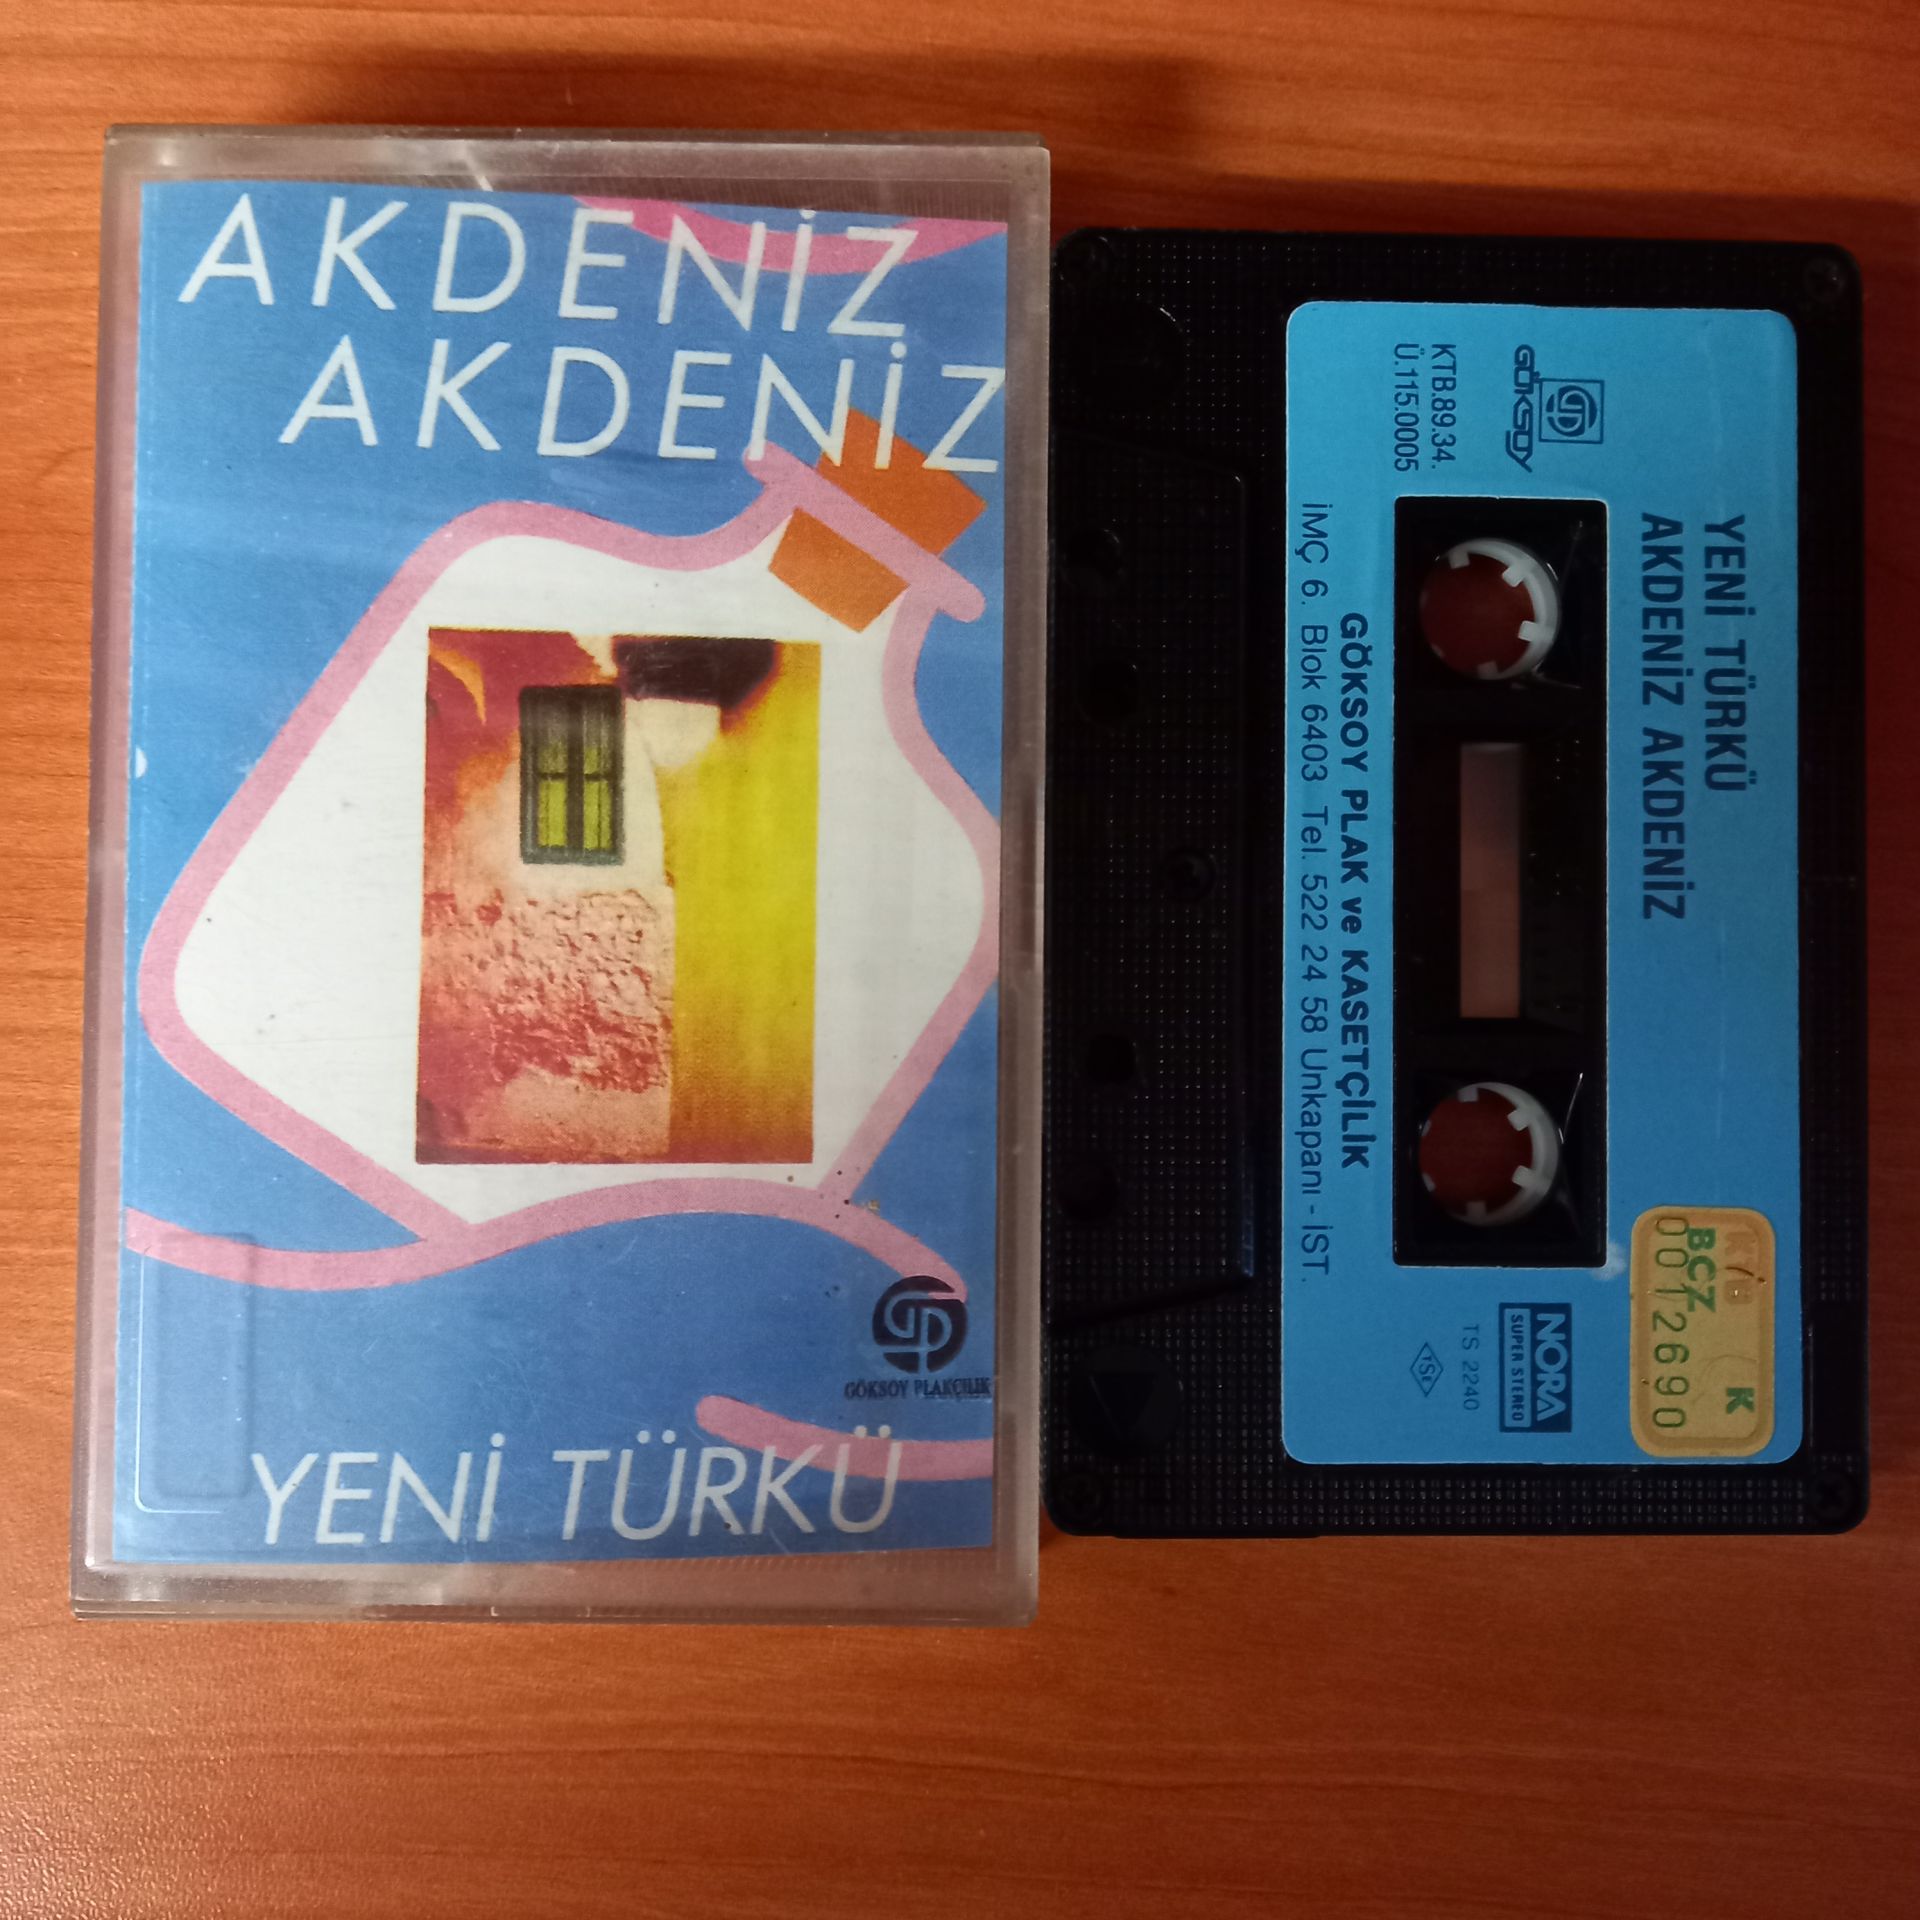 AKDENİZ
AKDENİZ
GÖKSOY PLAKÇILIK
YENİ TÜRKÜ
YENİ TÜRKÜ
AKDENİZ AKDENİZ
GÖKSOY
KTB.89.34.
Ü.115.0005
GÖKSOY PLAK ve KASETÇİLİK
İMÇ 6. Blok 6403 Tel. 522 24 58 Unkapanı - İST.
K
BCZ
0012690
NORA
SUPER STEREO
TS 2240
TSE